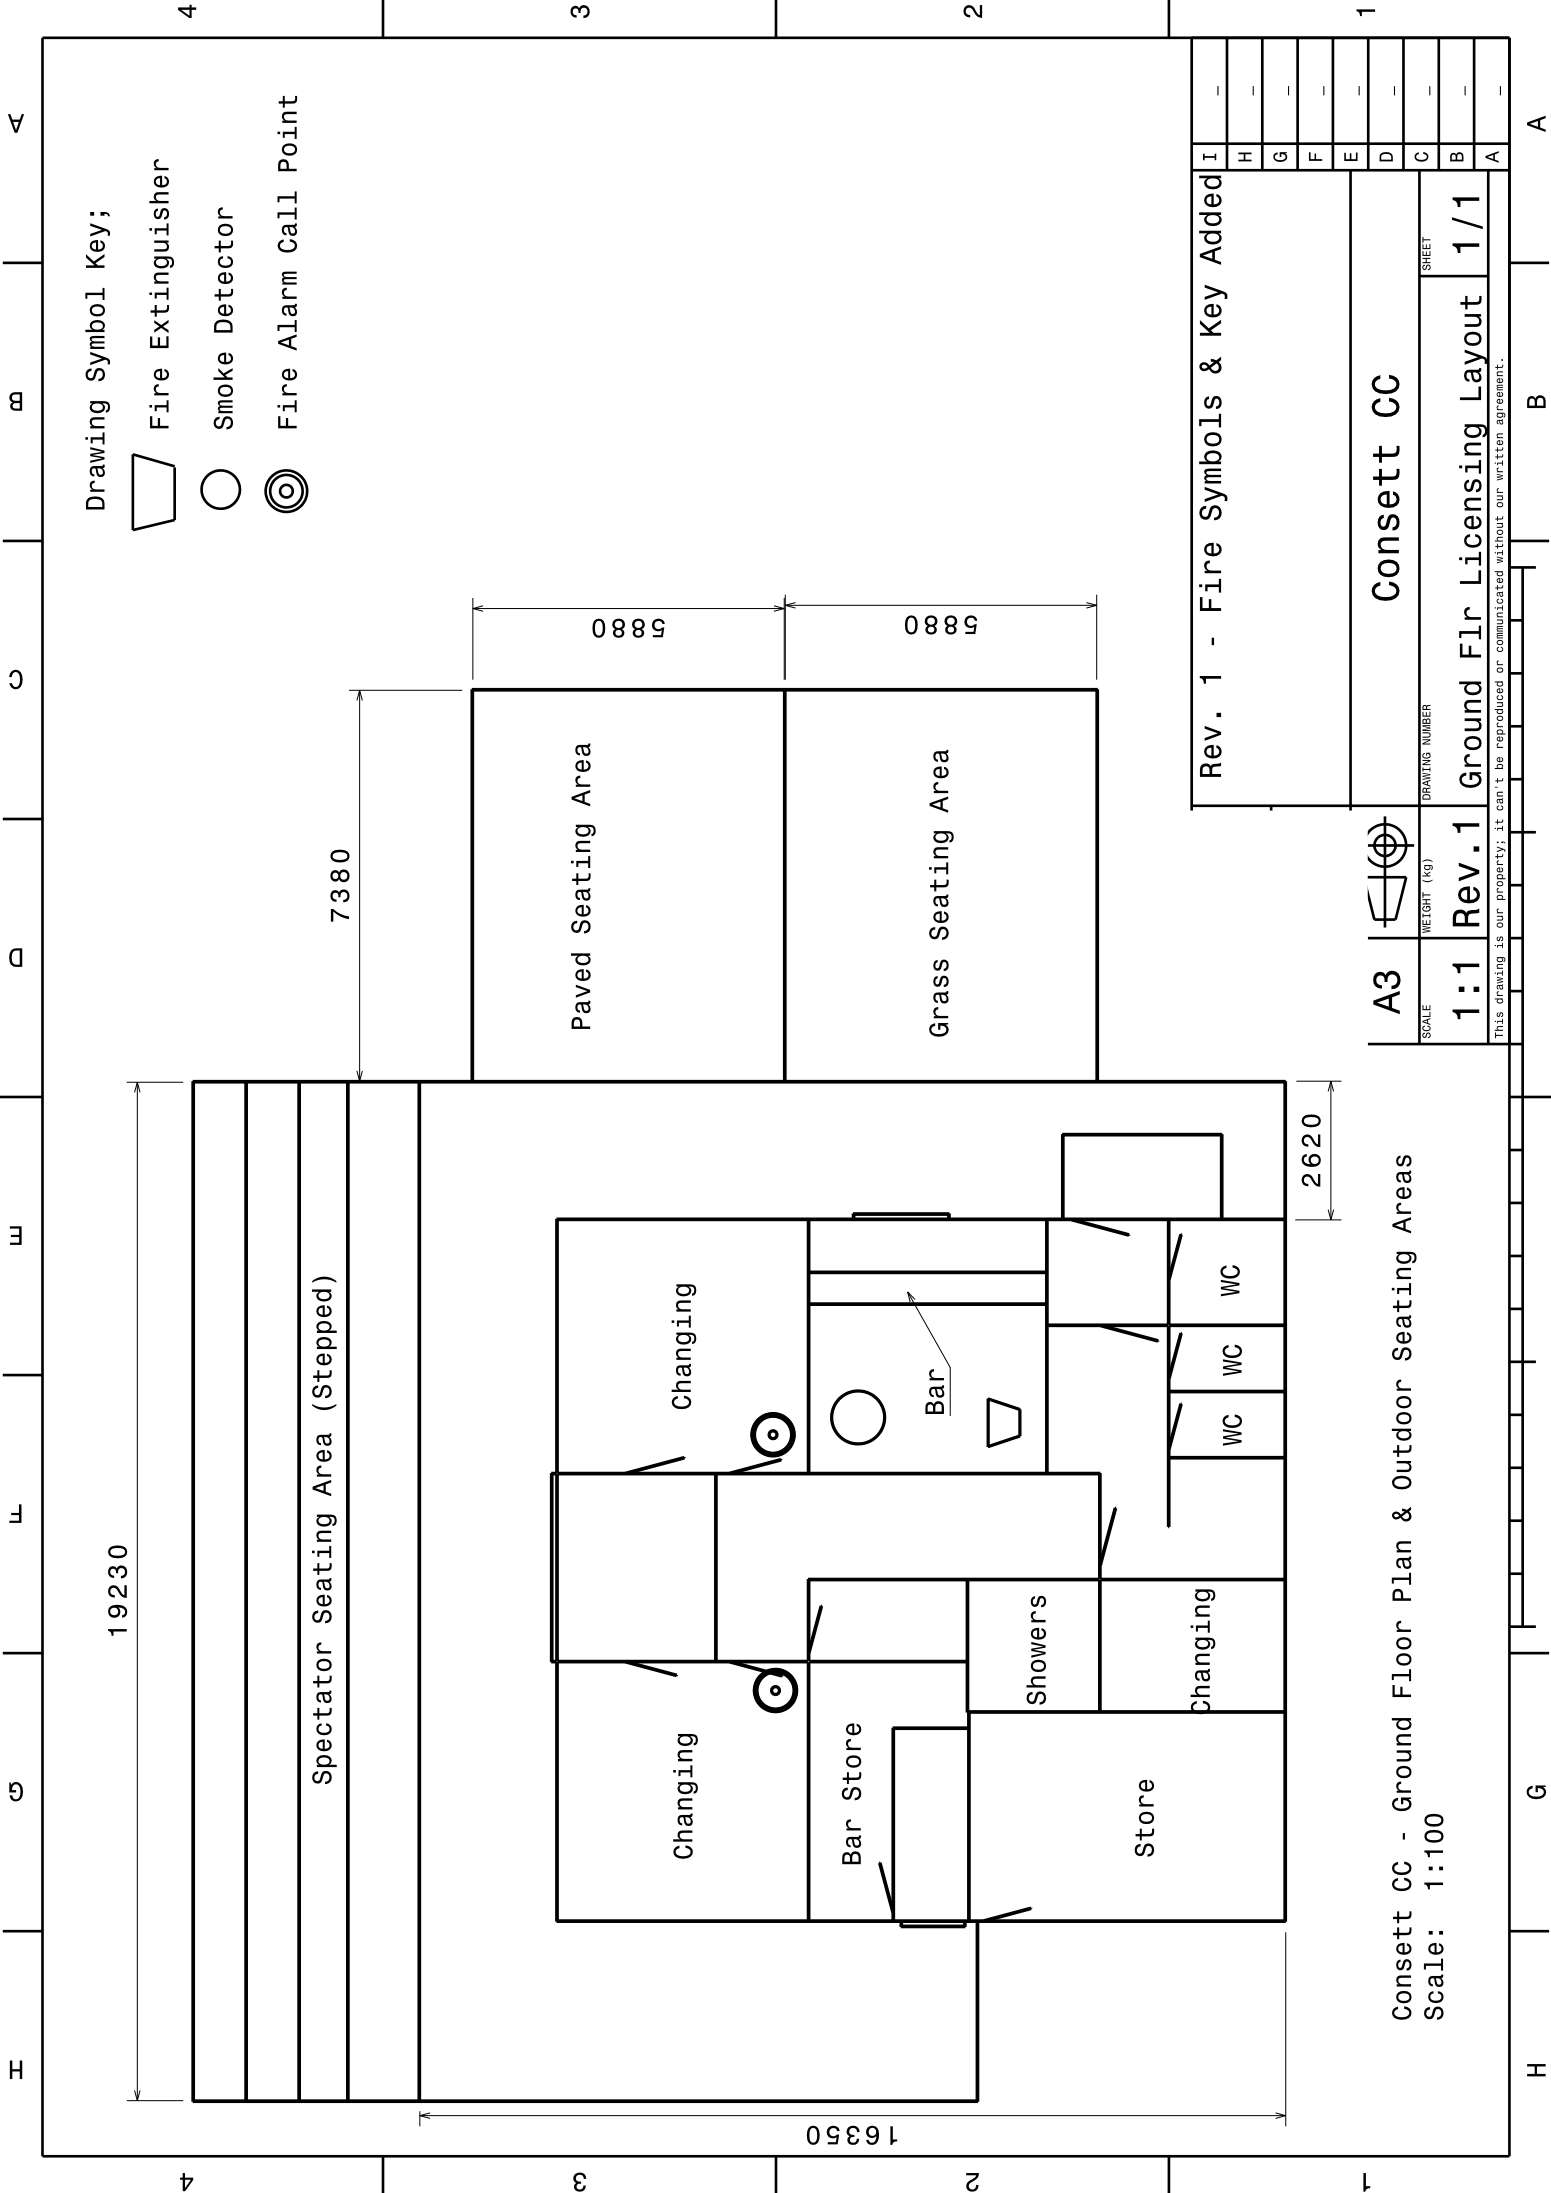 4
3
2
1
A
B
C
D
E
F
G
H
A
B
C
D
E
F
G
H
4
3
2
1
Drawing Symbol Key;
Fire Extinguisher
Smoke Detector
Fire Alarm Call Point
19230
7380
5880
5880
2620
16350
Spectator Seating Area (Stepped)
Paved Seating Area
Grass Seating Area
Changing
Changing
Bar
WC
WC
WC
Showers
Changing
Bar Store
Store
Consett CC - Ground Floor Plan & Outdoor Seating Areas
Scale: 1:100
Rev. 1 - Fire Symbols & Key Added
I –
H –
G –
F –
E –
D –
C –
B –
A –
Consett CC
A3
SCALE
1:1
WEIGHT (kg)
Rev.1
DRAWING NUMBER
Ground Flr Licensing Layout
SHEET
1/1
This drawing is our property; it can't be reproduced or communicated without our written agreement.